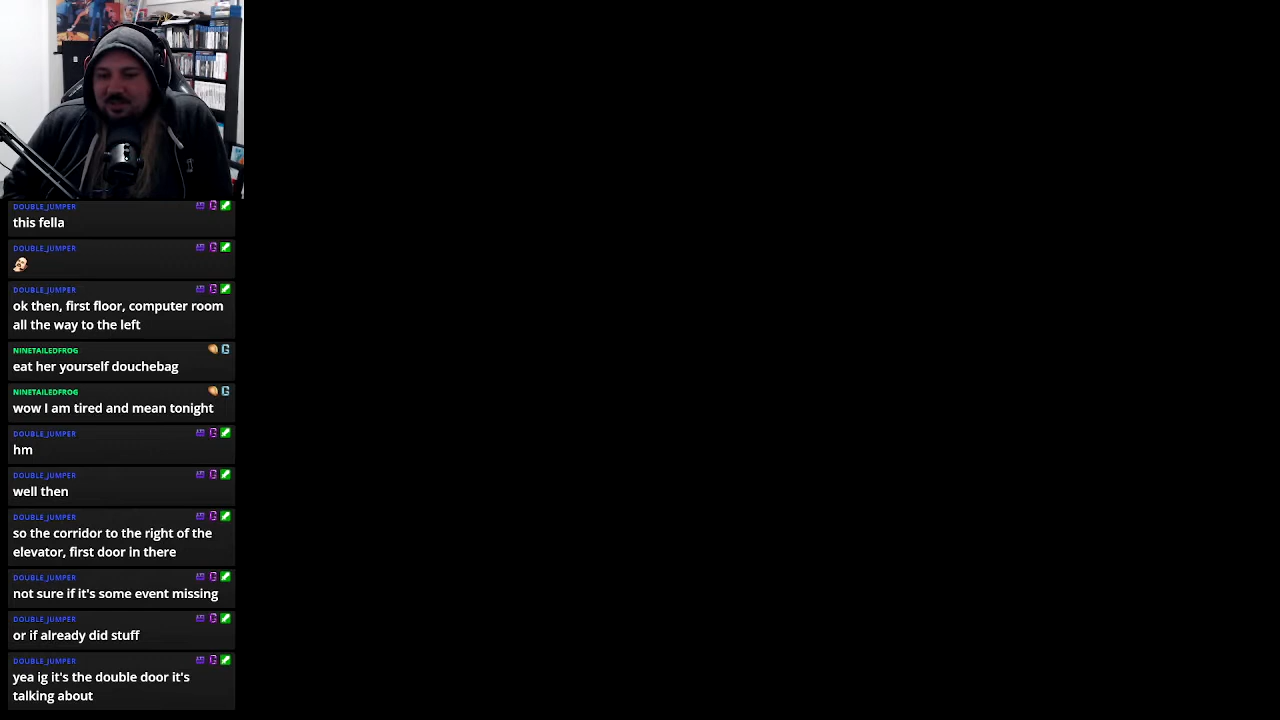 DOUBLE_JUMPER
this fella
DOUBLE_JUMPER
DOUBLE_JUMPER
ok then, first floor, computer room
all the way to the left
NINETAILEDFROG
eat her yourself douchebag
NINETAILEDFROG
wow I am tired and mean tonight
DOUBLE_JUMPER
hm
DOUBLE_JUMPER
well then
DOUBLE_JUMPER
so the corridor to the right of the
elevator, first door in there
DOUBLE_JUMPER
not sure if it's some event missing
DOUBLE_JUMPER
or if already did stuff
DOUBLE_JUMPER
yea ig it's the double door it's
talking about